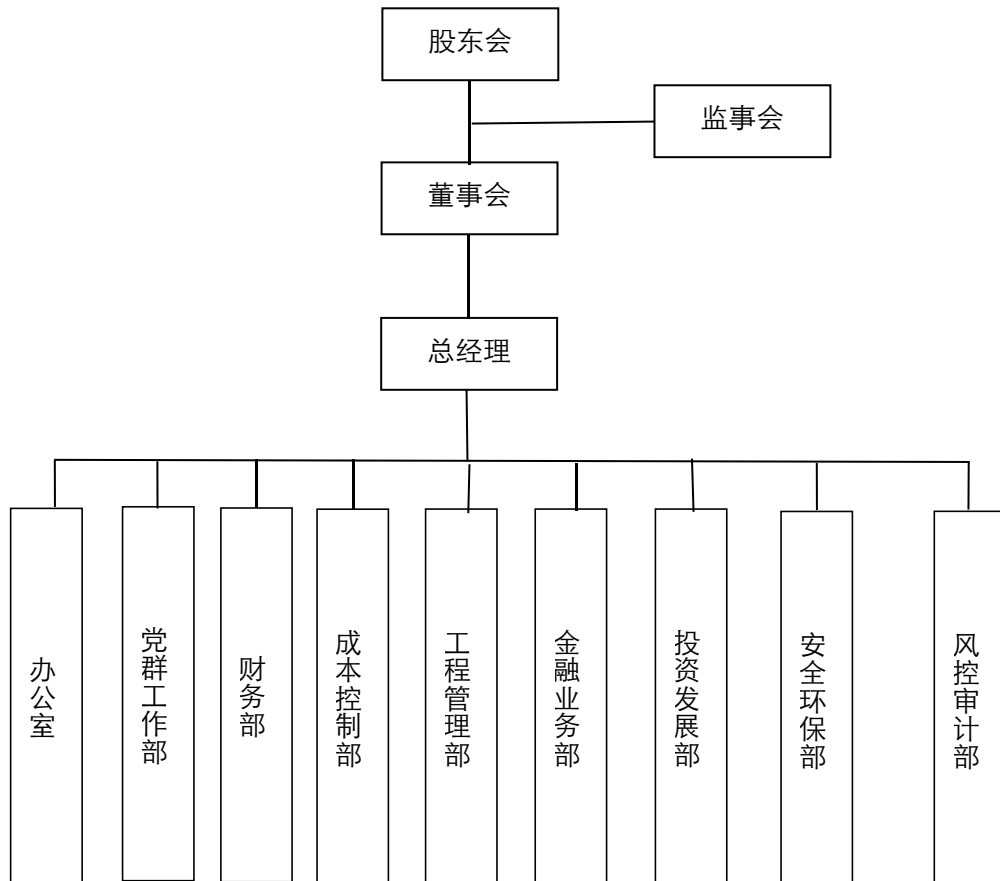 股东会
监事会
董事会
总经理
办公室
党群工作部
财务部
成本控制部
工程管理部
金融业务部
投资发展部
安全环保部
风控审计部